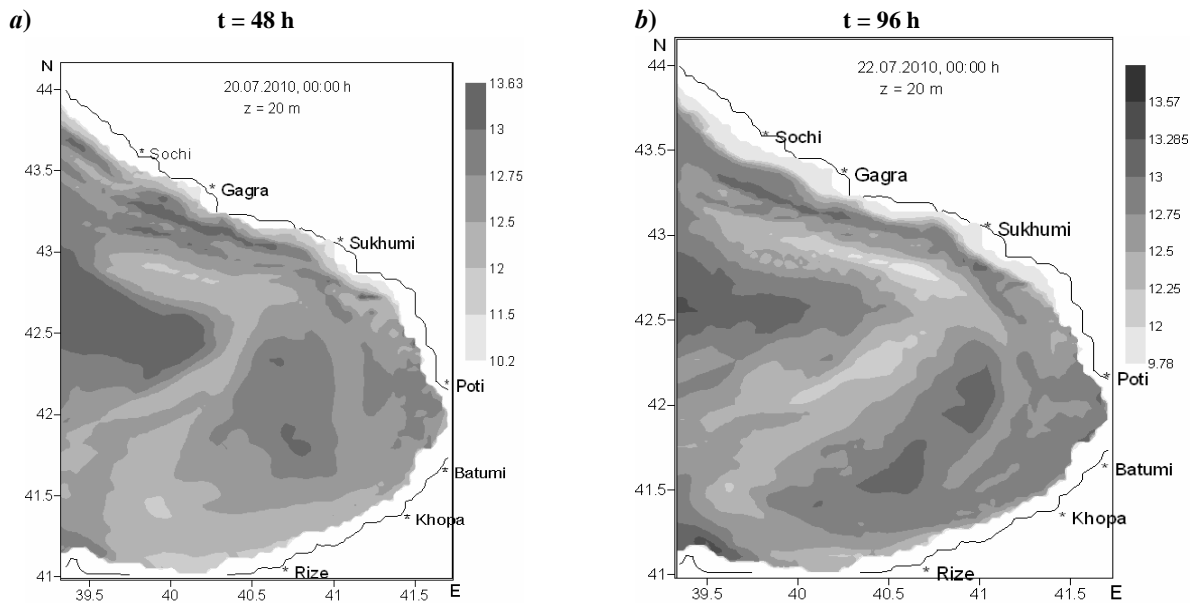 a) t = 48 h
b) t = 96 h
N
20.07.2010, 00:00 h
z = 20 m
* Sochi
* Gagra
* Sukhumi
* Poti
* Batumi
* Khopa
* Rize
44
43.5
43
42.5
42
41.5
41
39.5 40 40.5 41 41.5 E
13.63
13
12.75
12.5
12
11.5
10.2
N
22.07.2010, 00:00 h
z = 20 m
* Sochi
* Gagra
* Sukhumi
* Poti
* Batumi
* Khopa
* Rize
44
43.5
43
42.5
42
41.5
41
39.5 40 40.5 41 41.5 E
13.57
13.285
13
12.75
12.5
12.25
12
9.78